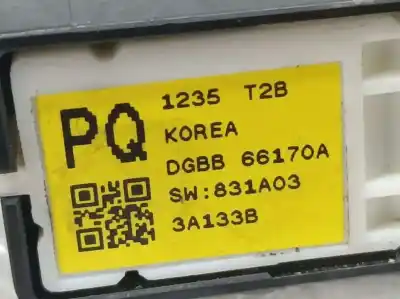 PQ
1235 T2B
KOREA
DGBB 66170A
SW:831A03
3A133B